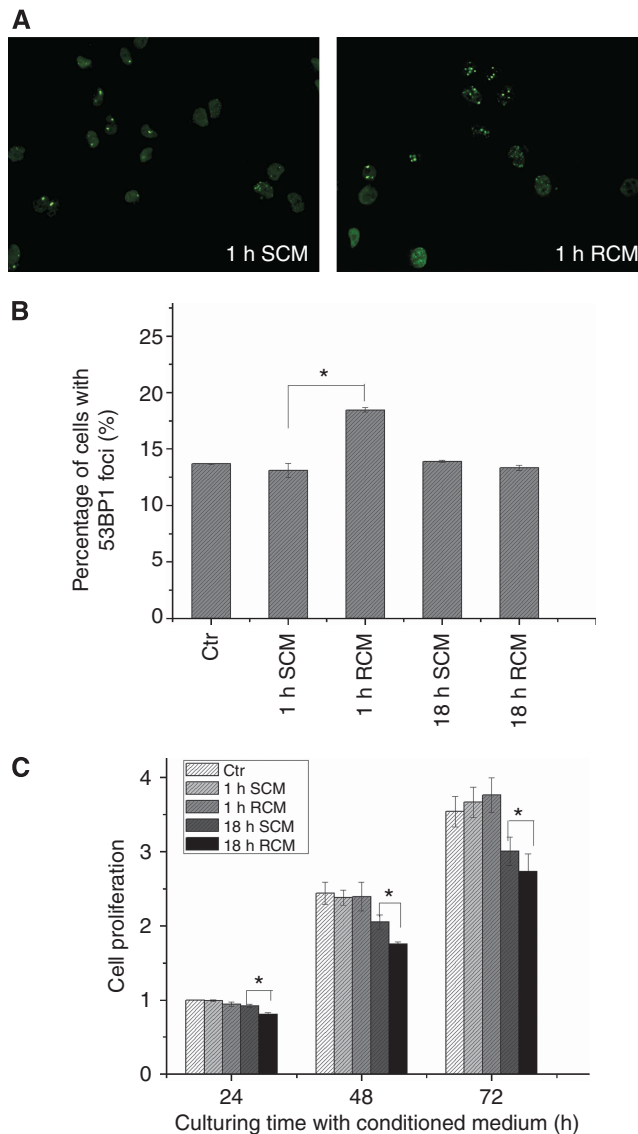 A
1 h SCM
1 h RCM
B
Percentage of cells with
53BP1 foci (%)
25
20
15
10
5
0
*
Ctr
1 h SCM
1 h RCM
18 h SCM
18 h RCM
C
Cell proliferation
4
3
2
1
0
Ctr
1 h SCM
1 h RCM
18 h SCM
18 h RCM
*
*
*
24
48
72
Culturing time with conditioned medium (h)